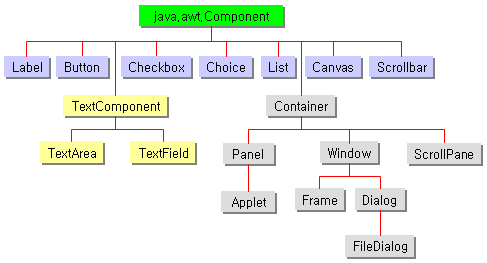 java,awt,Component
Label Button Checkbox Choice List Canvas Scrollbar
TextComponent Container
TextArea TextField Panel Window ScrollPane
Applet Frame Dialog
FileDialog